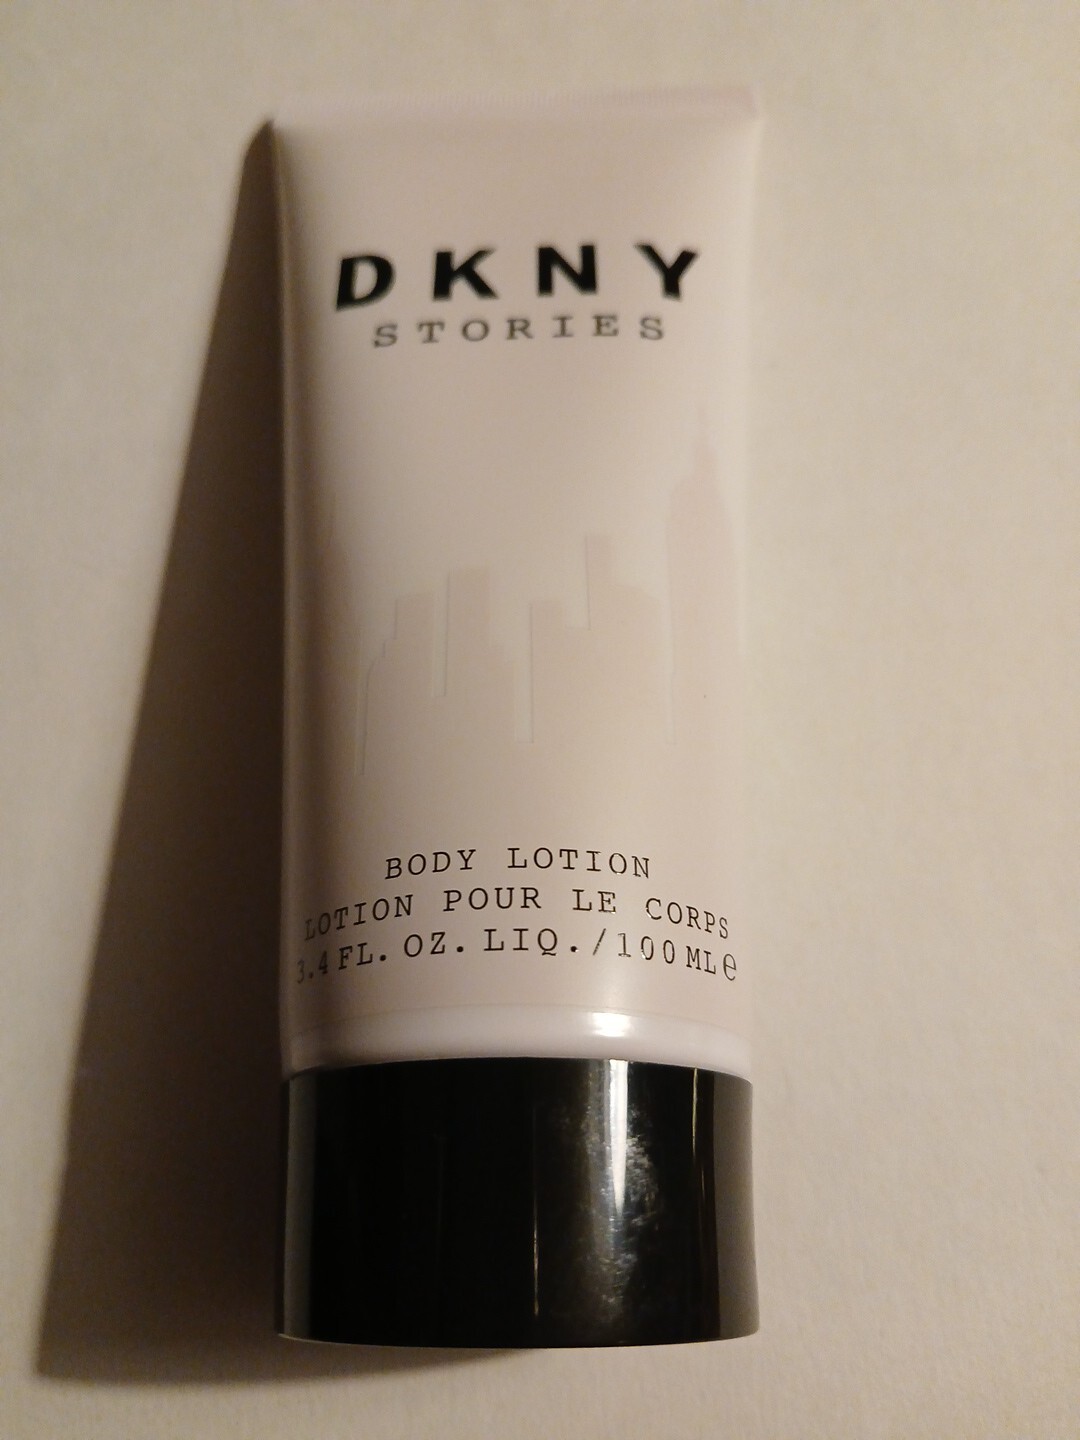 DKNY
STORIES
BODY LOTION
LOTION POUR LE CORPS
3.4 FL. OZ. LIQ./100 ML℮